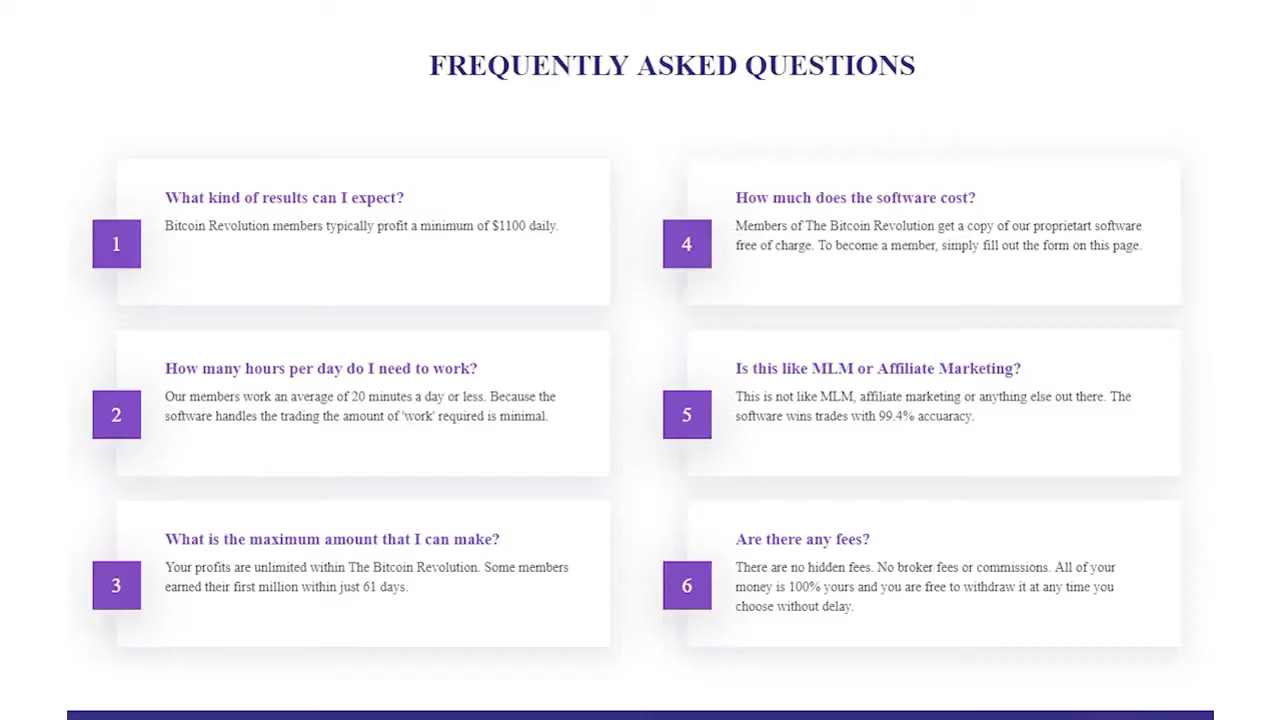 FREQUENTLY ASKED QUESTIONS
What kind of results can I expect?
1
Bitcoin Revolution members typically profit a minimum of $1100 daily.
How many hours per day do I need to work?
2
Our members work an average of 20 minutes a day or less. Because the
software handles the trading the amount of 'work' required is minimal.
What is the maximum amount that I can make?
3
Your profits are unlimited within The Bitcoin Revolution. Some members
earned their first million within just 61 days.
How much does the software cost?
4
Members of The Bitcoin Revolution get a copy of our proprietart software
free of charge. To become a member, simply fill out the form on this page.
Is this like MLM or Affiliate Marketing?
5
This is not like MLM, affiliate marketing or anything else out there. The
software wins trades with 99.4% accuaracy.
Are there any fees?
6
There are no hidden fees. No broker fees or commissions. All of your
money is 100% yours and you are free to withdraw it at any time you
choose without delay.